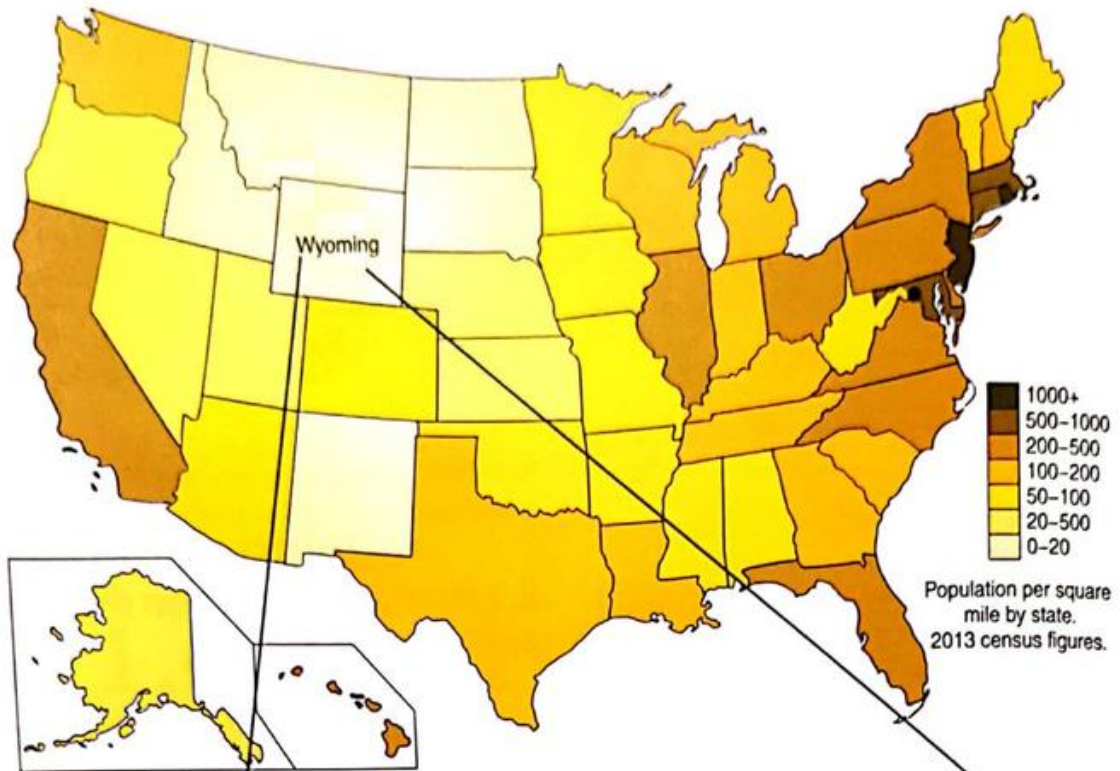 Wyoming
1000+
500–1000
200–500
100–200
50–100
20–500
0–20
Population per square
mile by state.
2013 census figures.